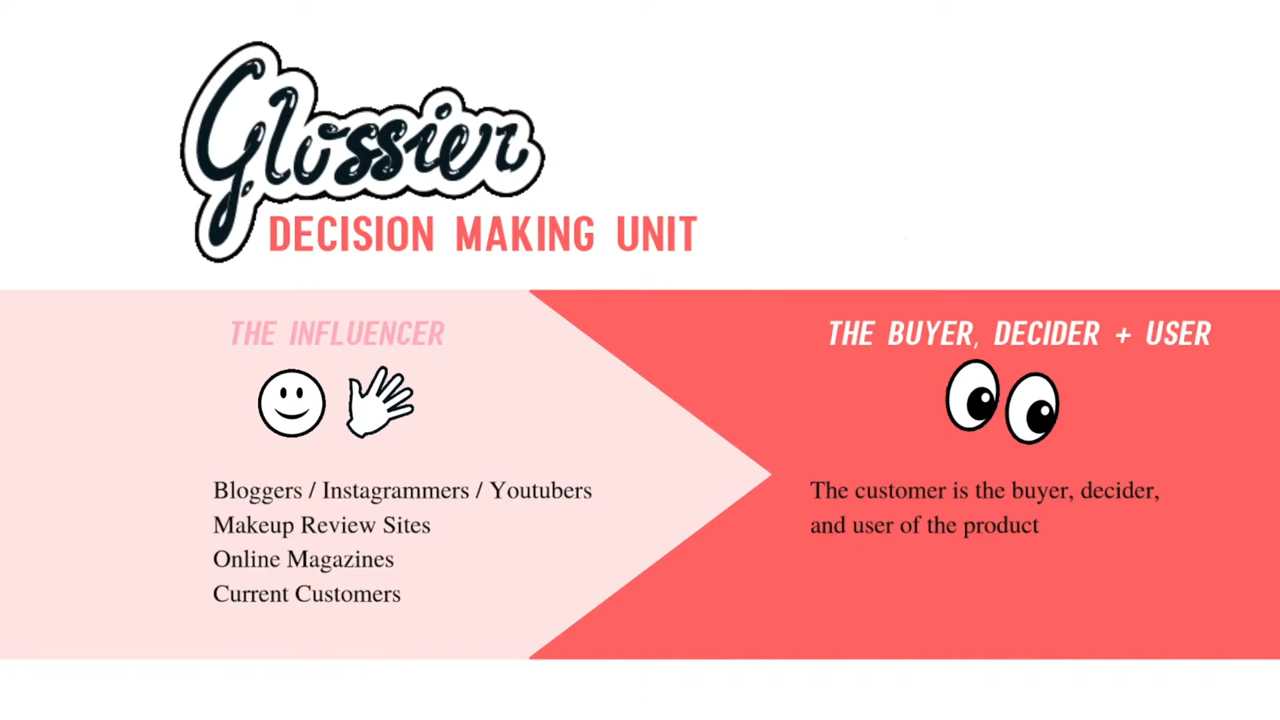 Glossier
DECISION MAKING UNIT
THE INFLUENCER
Bloggers / Instagrammers / Youtubers
Makeup Review Sites
Online Magazines
Current Customers
THE BUYER, DECIDER + USER
The customer is the buyer, decider,
and user of the product